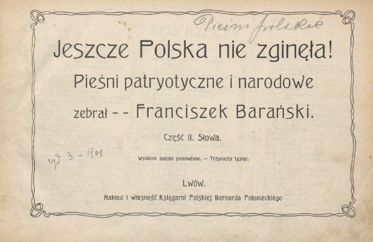 Pieśni polskie
Jeszcze Polska nie zginęła!
Pieśni patryotyczne i narodowe
zebrał -- Franciszek Barański.
Część II. Słowa.
Wydanie szóste pomnożone. — Trzynasty tysiąc.
LWÓW.
Nakład i własność Księgarni Polskiej Bernarda Połonieckiego